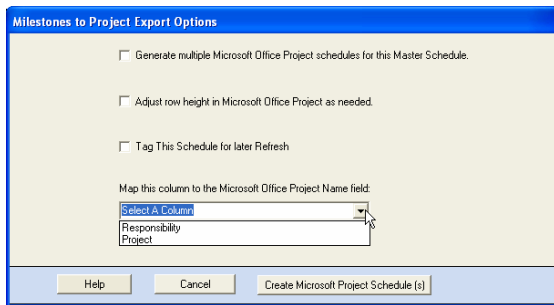 Milestones to Project Export Options
Generate multiple Microsoft Office Project schedules for this Master Schedule.
Adjust row height in Microsoft Office Project as needed.
Tag This Schedule for later Refresh
Map this column to the Microsoft Office Project Name field:
Select A Column
Responsibility
Project
Help
Cancel
Create Microsoft Project Schedule (s)